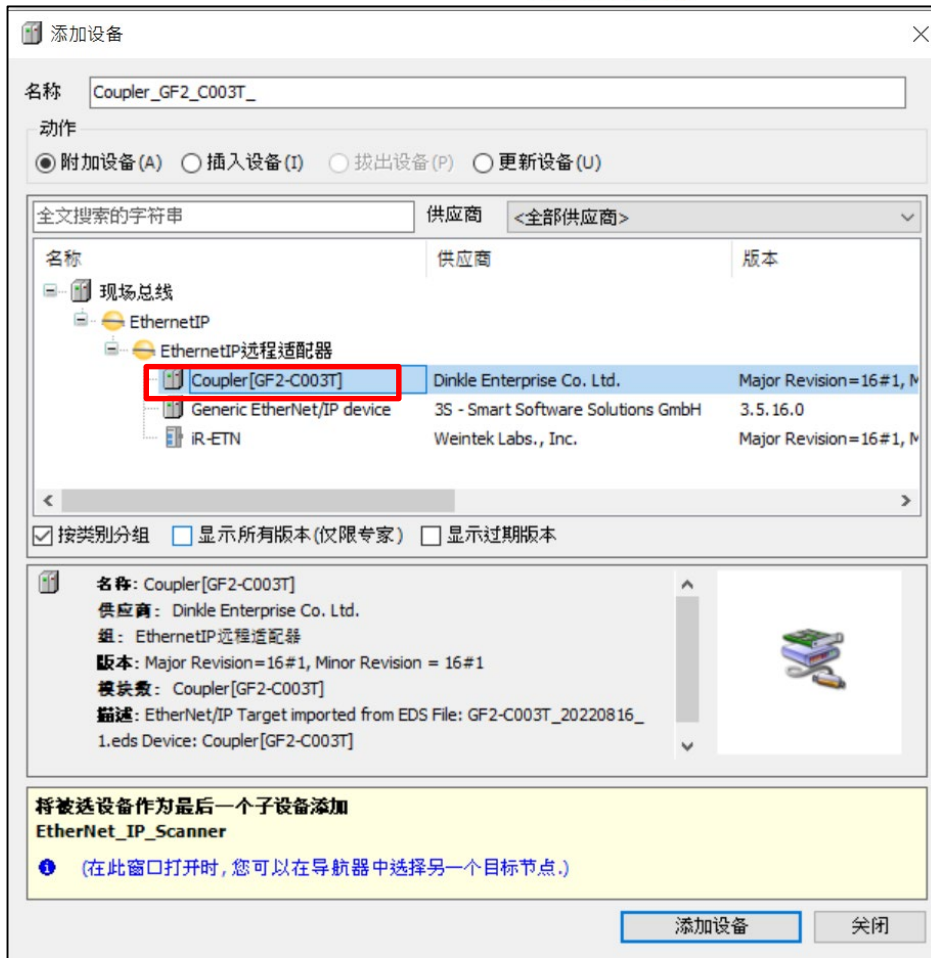 添加设备
名称 Coupler_GF2_C003T_
动作
附加设备(A) 插入设备(I) 拔出设备(P) 更新设备(U)
全文搜索的字符串 供应商 <全部供应商>
名称 供应商 版本
现场总线
EthernetIP
EthernetIP远程适配器
Coupler[GF2-C003T] Dinkle Enterprise Co. Ltd. Major Revision=16#1, M
Generic EtherNet/IP device 3S - Smart Software Solutions GmbH 3.5.16.0
iR-ETN Weintek Labs., Inc. Major Revision=16#1, M
按类别分组 显示所有版本(仅限专家) 显示过期版本
名称: Coupler[GF2-C003T]
供应商: Dinkle Enterprise Co. Ltd.
组: EthernetIP远程适配器
版本: Major Revision=16#1, Minor Revision = 16#1
模块数: Coupler[GF2-C003T]
描述: EtherNet/IP Target imported from EDS File: GF2-C003T_20220816_
1.eds Device: Coupler[GF2-C003T]
将被选设备作为最后一个子设备添加
EtherNet_IP_Scanner
(在此窗口打开时, 您可以在导航器中选择另一个目标节点.)
添加设备 关闭